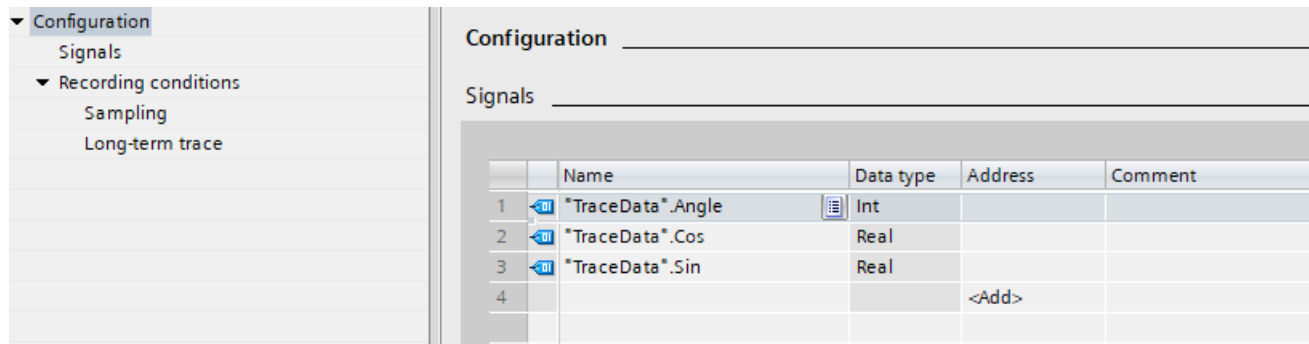 Configuration
Signals
Recording conditions
Sampling
Long-term trace
Configuration
Signals
Name Data type Address Comment
1 "TraceData".Angle Int
2 "TraceData".Cos Real
3 "TraceData".Sin Real
4 <Add>